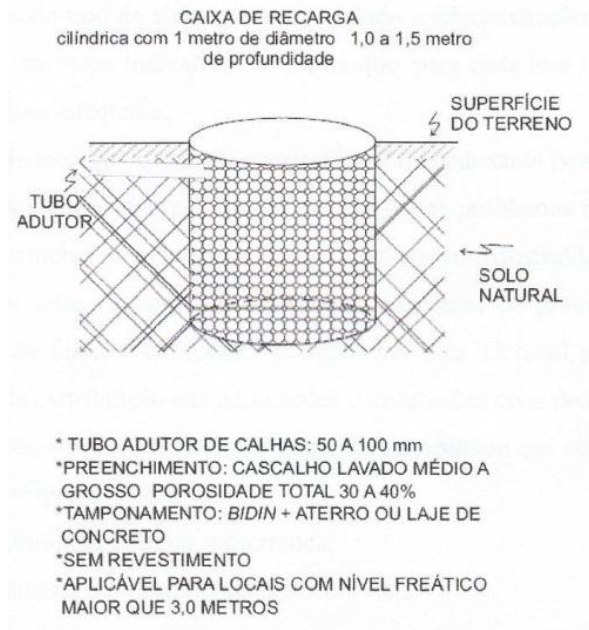 CAIXA DE RECARGA
cilíndrica com 1 metro de diâmetro 1,0 a 1,5 metro
de profundidade
SUPERFÍCIE
DO TERRENO
TUBO
ADUTOR
SOLO
NATURAL
* TUBO ADUTOR DE CALHAS: 50 A 100 mm
*PREENCHIMENTO: CASCALHO LAVADO MÉDIO A
GROSSO POROSIDADE TOTAL 30 A 40%
*TAMPONAMENTO: BIDIN + ATERRO OU LAJE DE
CONCRETO
*SEM REVESTIMENTO
*APLICÁVEL PARA LOCAIS COM NÍVEL FREÁTICO
MAIOR QUE 3,0 METROS